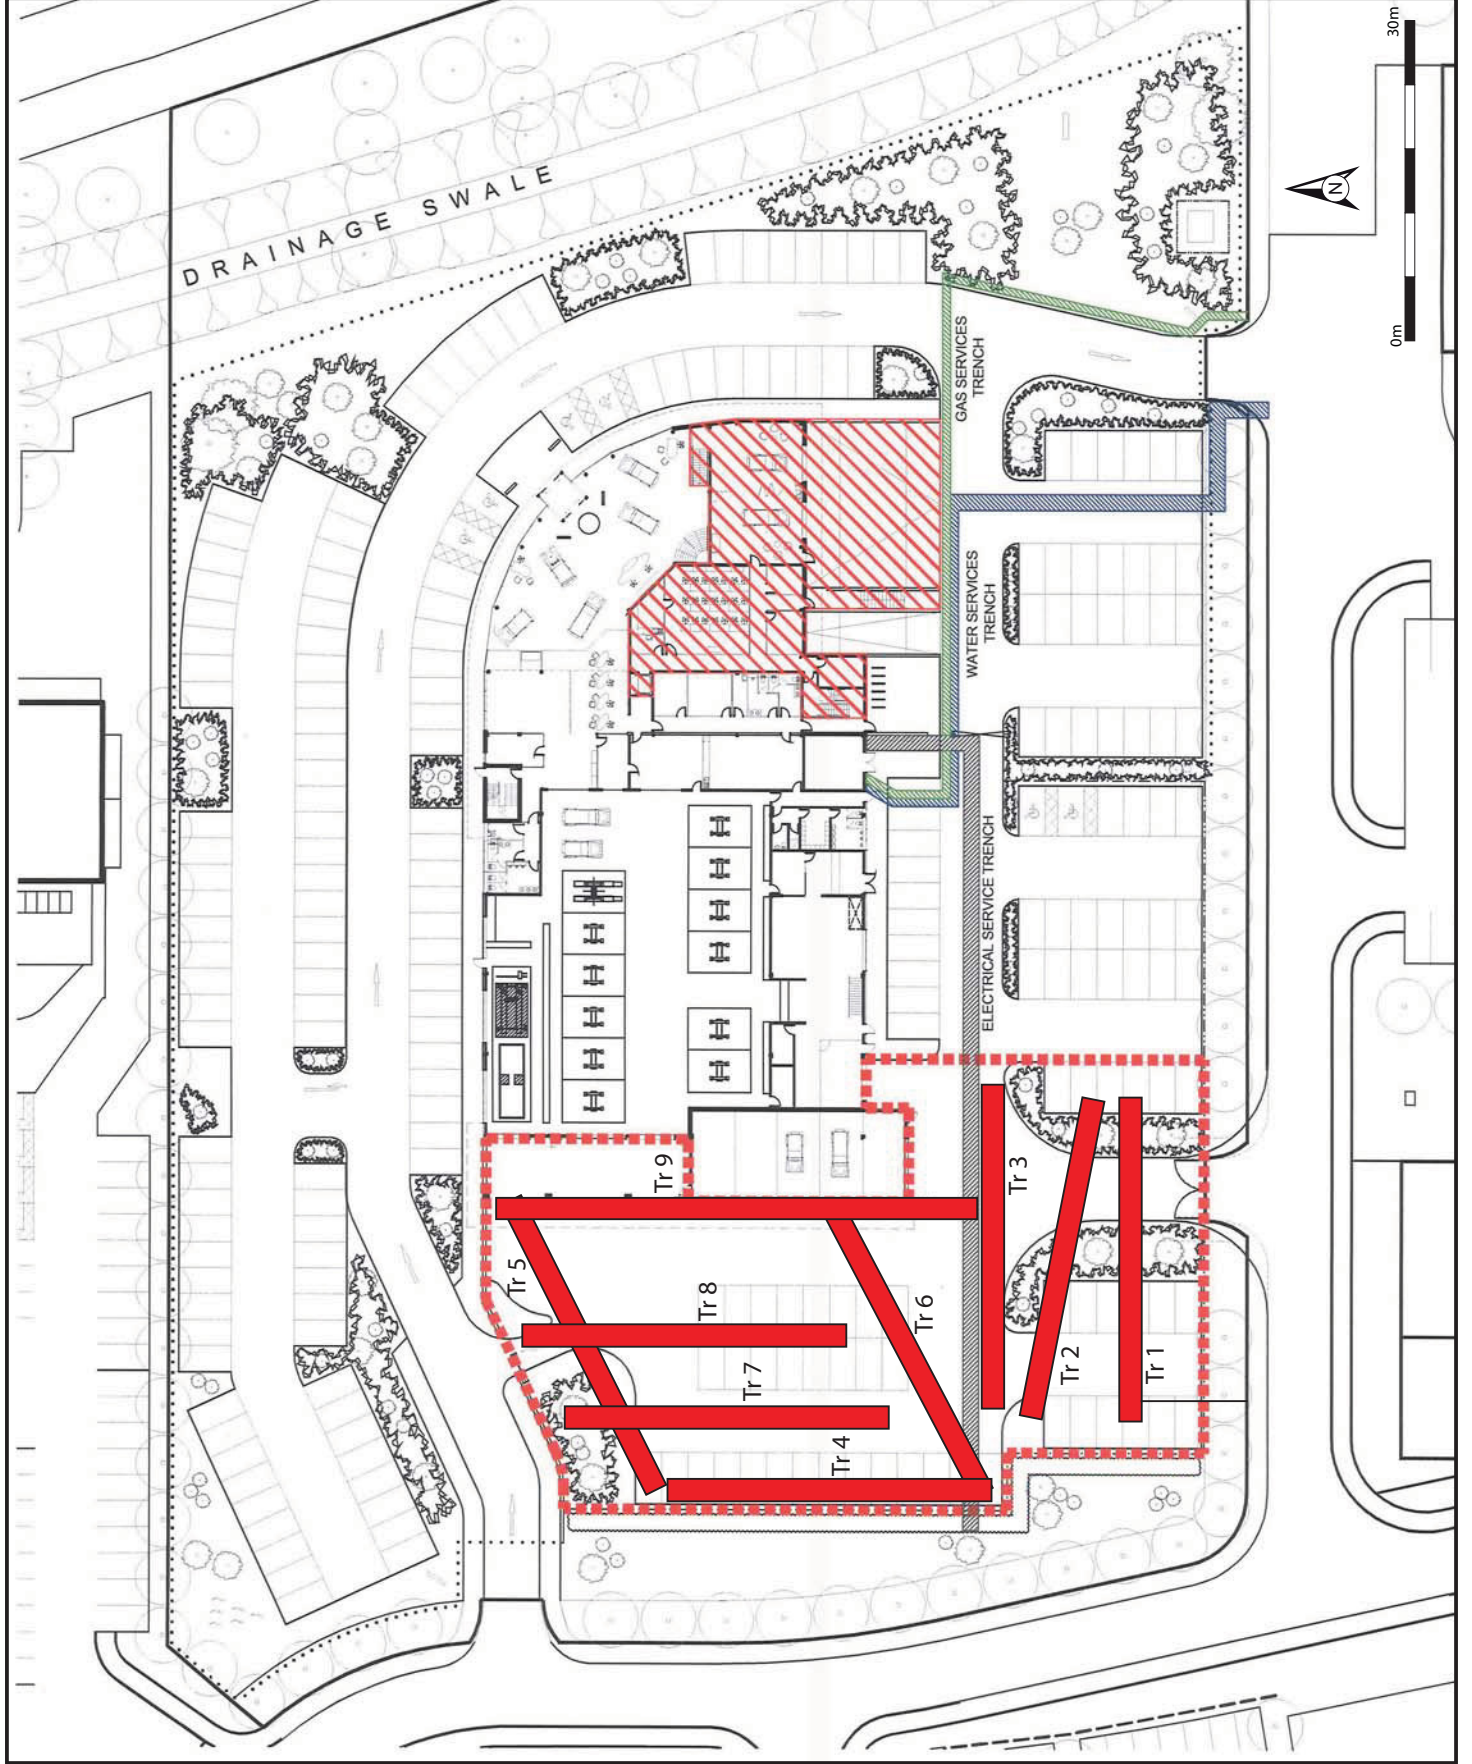 DRAINAGE SWALE
GAS SERVICES
TRENCH
WATER SERVICES
TRENCH
ELECTRICAL SERVICE TRENCH
Tr 9
Tr 5
Tr 8
Tr 7
Tr 4
Tr 6
Tr 3
Tr 2
Tr 1
N
0m
30m